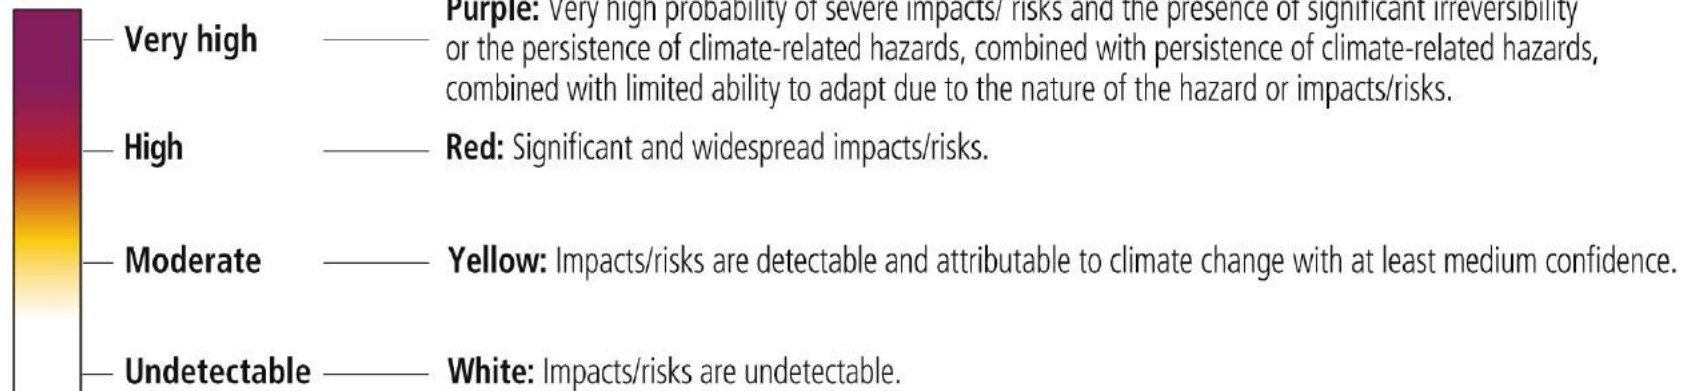 Purple: Very high probability of severe impacts/ risks and the presence of significant irreversibility
Very high
or the persistence of climate-related hazards, combined with persistence of climate-related hazards,
combined with limited ability to adapt due to the nature of the hazard or impacts/risks.
High Red: Significant and widespread impacts/risks.
Moderate Yellow: Impacts/risks are detectable and attributable to climate change with at least medium confidence.
Undetectable White: Impacts/risks are undetectable.